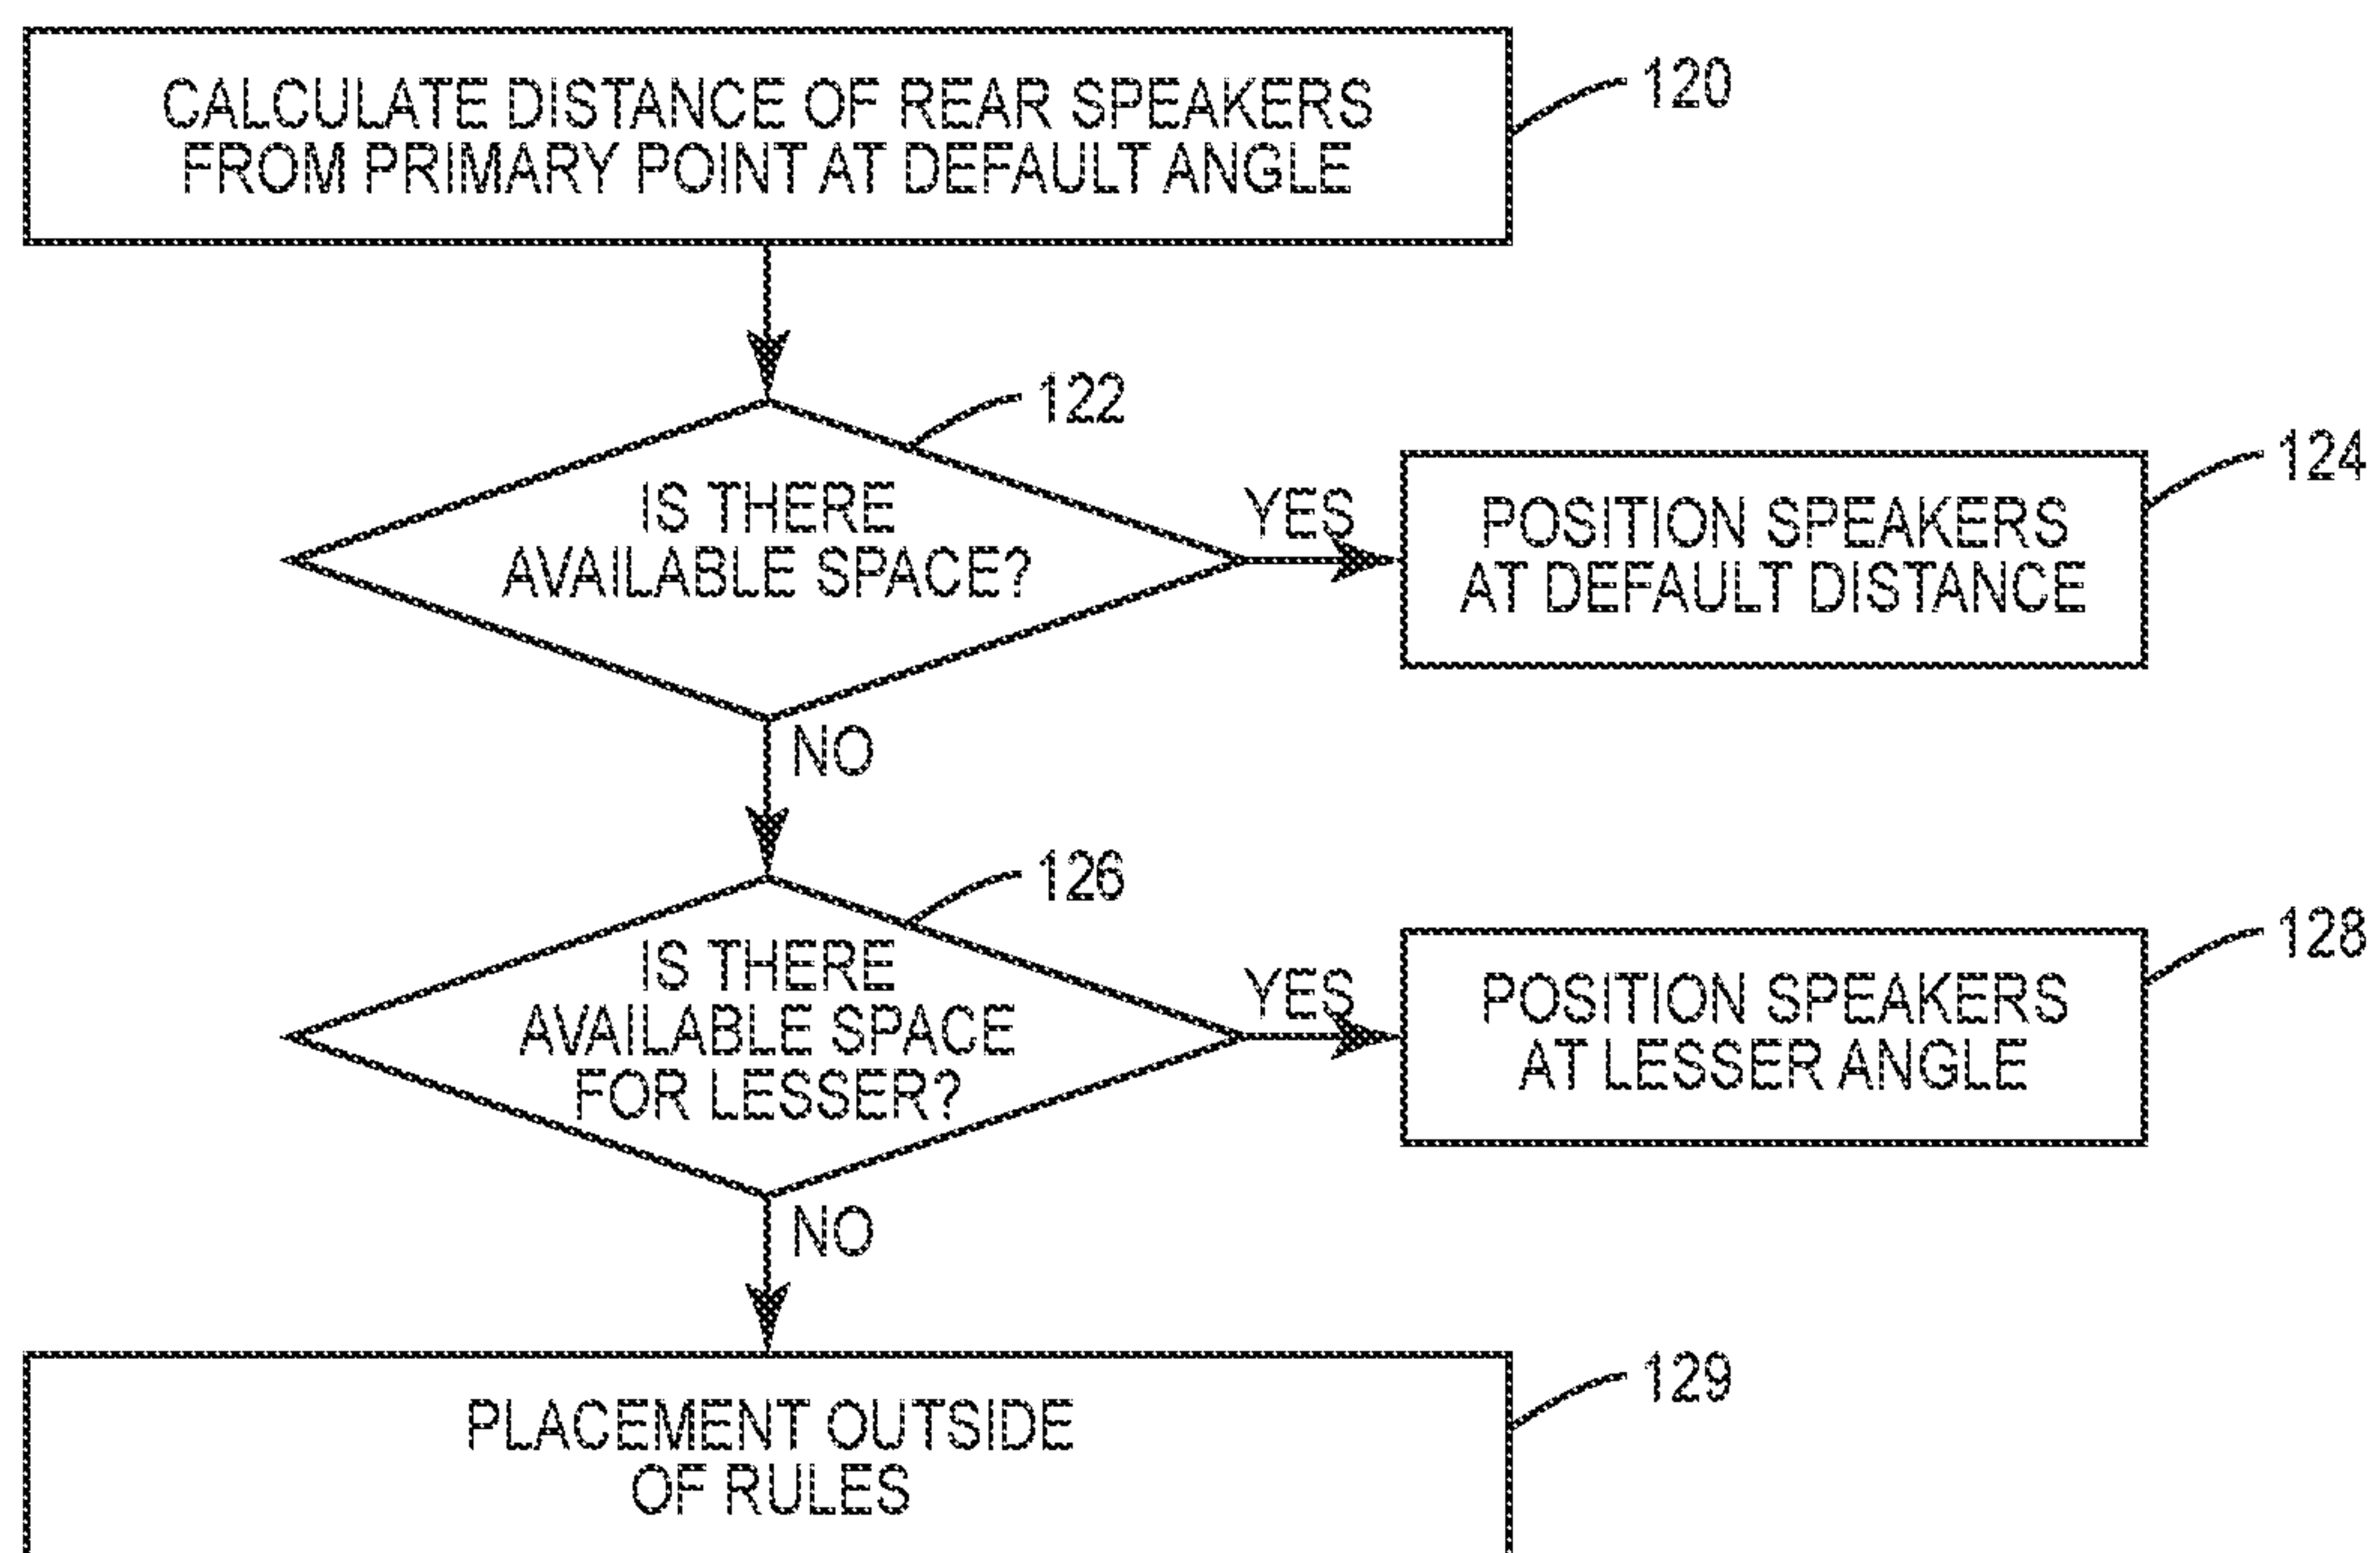 CALCULATE DISTANCE OF REAR SPEAKERS
FROM PRIMARY POINT AT DEFAULT ANGLE
120
122
IS THERE
AVAILABLE SPACE?
YES
POSITION SPEAKERS
AT DEFAULT DISTANCE
124
NO
126
IS THERE
AVAILABLE SPACE
FOR LESSER?
YES
POSITION SPEAKERS
AT LESSER ANGLE
128
NO
PLACEMENT OUTSIDE
OF RULES
129